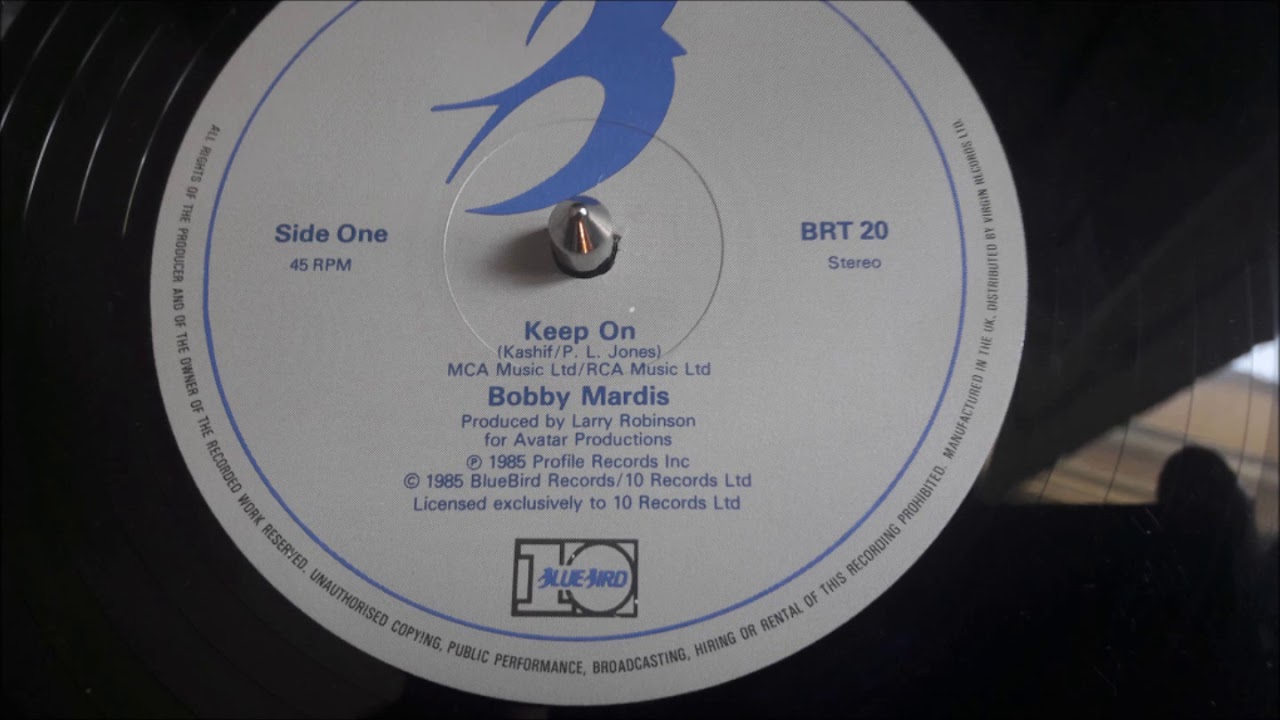 Side One
45 RPM
BRT 20
Stereo
Keep On
(Kashif/P. L. Jones)
MCA Music Ltd/RCA Music Ltd
Bobby Mardis
Produced by Larry Robinson
for Avatar Productions
℗ 1985 Profile Records Inc
© 1985 BlueBird Records/10 Records Ltd
Licensed exclusively to 10 Records Ltd
10
BLUEBIRD
ALL RIGHTS OF THE PRODUCER AND OF THE OWNER OF THE RECORDED WORK RESERVED. UNAUTHORISED COPYING, PUBLIC PERFORMANCE, BROADCASTING, HIRING OR RENTAL OF THIS RECORDING PROHIBITED. MANUFACTURED IN THE UK. DISTRIBUTED BY VIRGIN RECORDS LTD.